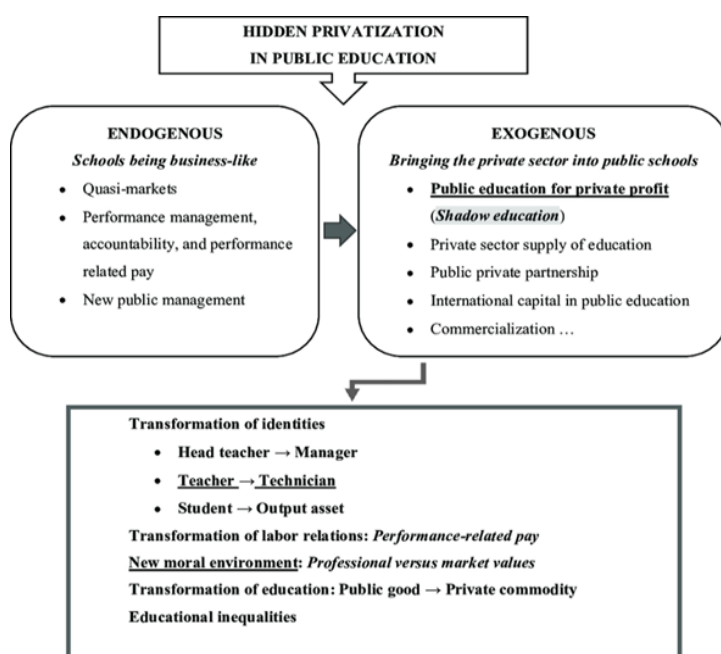 HIDDEN PRIVATIZATION
IN PUBLIC EDUCATION
ENDOGENOUS
Schools being business-like
• Quasi-markets
• Performance management,
accountability, and performance
related pay
• New public management
EXOGENOUS
Bringing the private sector into public schools
• Public education for private profit
(Shadow education)
• Private sector supply of education
• Public private partnership
• International capital in public education
• Commercialization …
Transformation of identities
• Head teacher → Manager
• Teacher → Technician
• Student → Output asset
Transformation of labor relations: Performance-related pay
New moral environment: Professional versus market values
Transformation of education: Public good → Private commodity
Educational inequalities